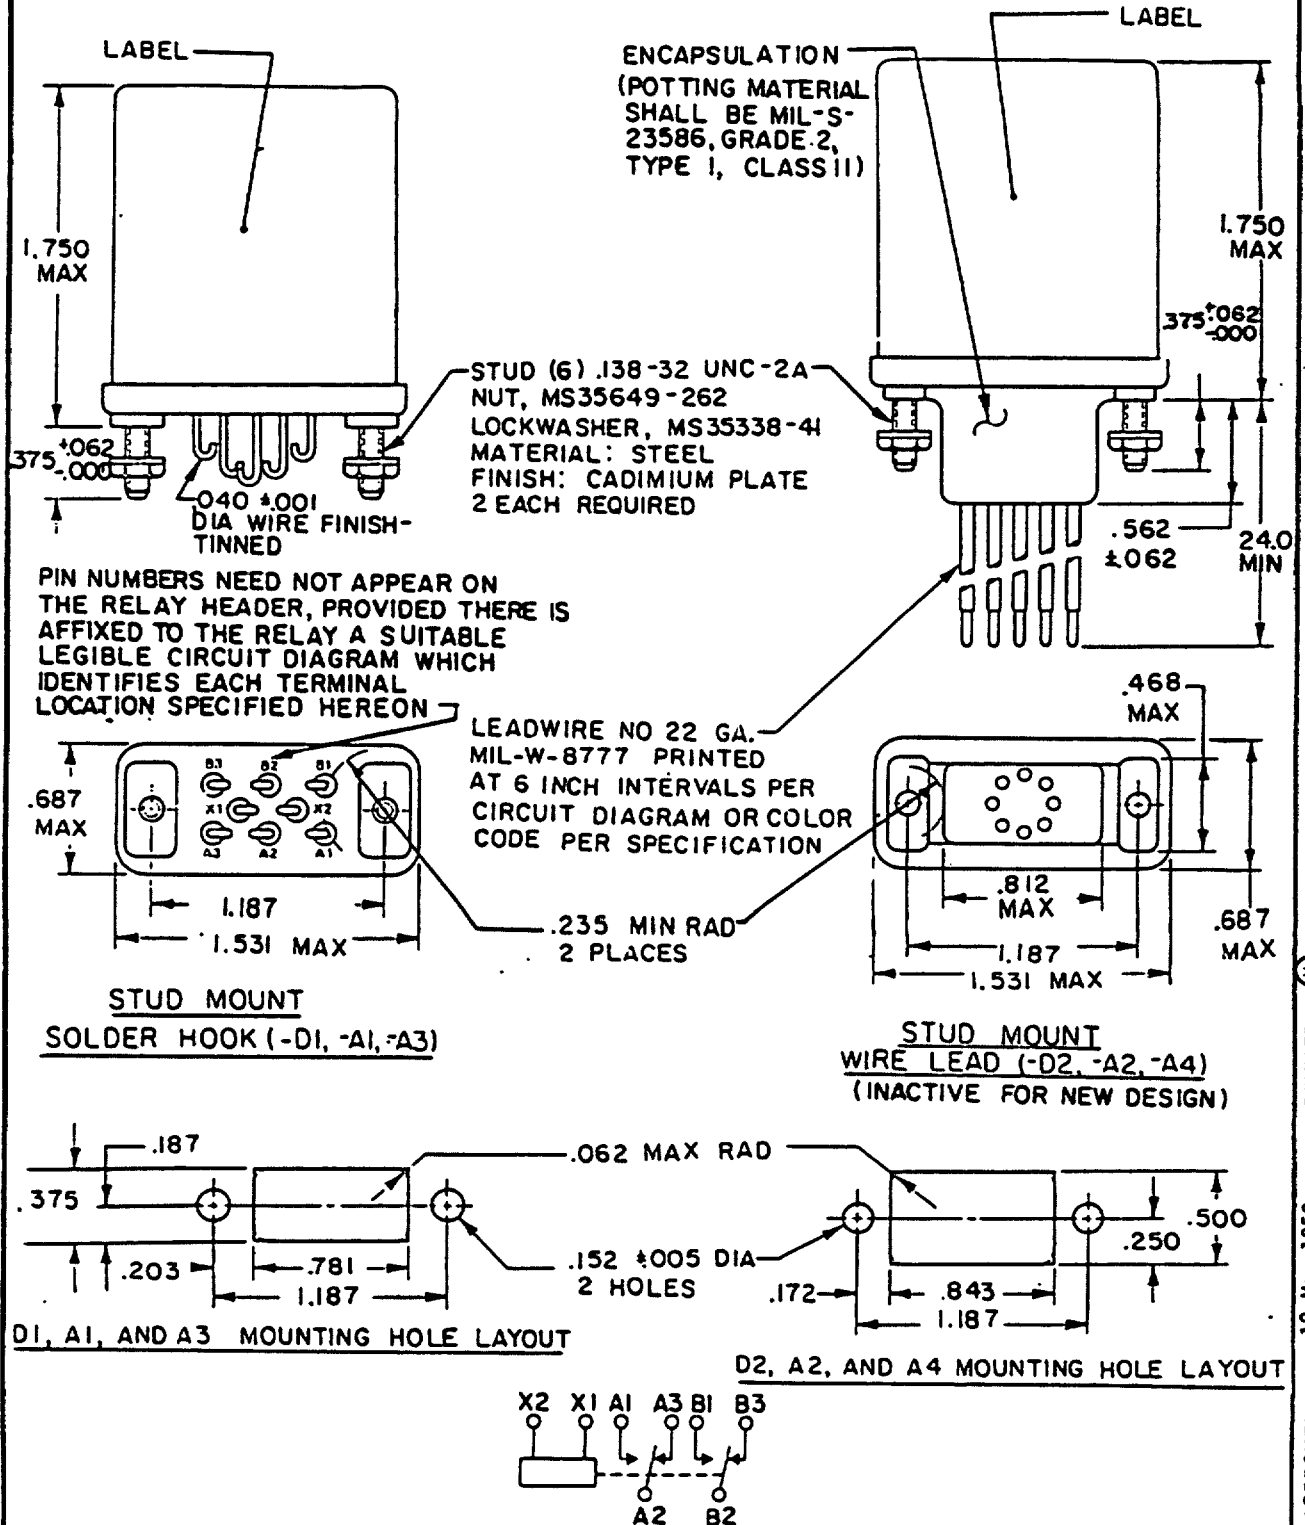 LABEL
1.750
MAX
.375 +.062
-.000
.040 ±.001
DIA WIRE FINISH-
TINNED
ENCAPSULATION
(POTTING MATERIAL
SHALL BE MIL-S-
23586, GRADE 2,
TYPE I, CLASS II)
LABEL
1.750
MAX
.375 +.062
-.000
STUD (6) .138-32 UNC-2A
NUT, MS35649-262
LOCKWASHER, MS35338-41
MATERIAL: STEEL
FINISH: CADIMIUM PLATE
2 EACH REQUIRED
.562
±.062
24.0
MIN
PIN NUMBERS NEED NOT APPEAR ON
THE RELAY HEADER, PROVIDED THERE IS
AFFIXED TO THE RELAY A SUITABLE
LEGIBLE CIRCUIT DIAGRAM WHICH
IDENTIFIES EACH TERMINAL
LOCATION SPECIFIED HEREON
LEADWIRE NO 22 GA.
MIL-W-8777 PRINTED
AT 6 INCH INTERVALS PER
CIRCUIT DIAGRAM OR COLOR
CODE PER SPECIFICATION
B3 B2 B1
X1 X2
A3 A2 A1
.687
MAX
1.187
1.531 MAX
.235 MIN RAD
2 PLACES
.468
MAX
.812
MAX
.687
MAX
1.187
1.531 MAX
STUD MOUNT
SOLDER HOOK (-D1, -A1, -A3)
STUD MOUNT
WIRE LEAD (-D2, -A2, -A4)
(INACTIVE FOR NEW DESIGN)
.187
.375
.203
.781
1.187
.062 MAX RAD
.152 ±.005 DIA
2 HOLES
.500
.250
.172
.843
1.187
D1, A1, AND A3 MOUNTING HOLE LAYOUT
D2, A2, AND A4 MOUNTING HOLE LAYOUT
X2 X1 A1 A3 B1 B3
A2 B2